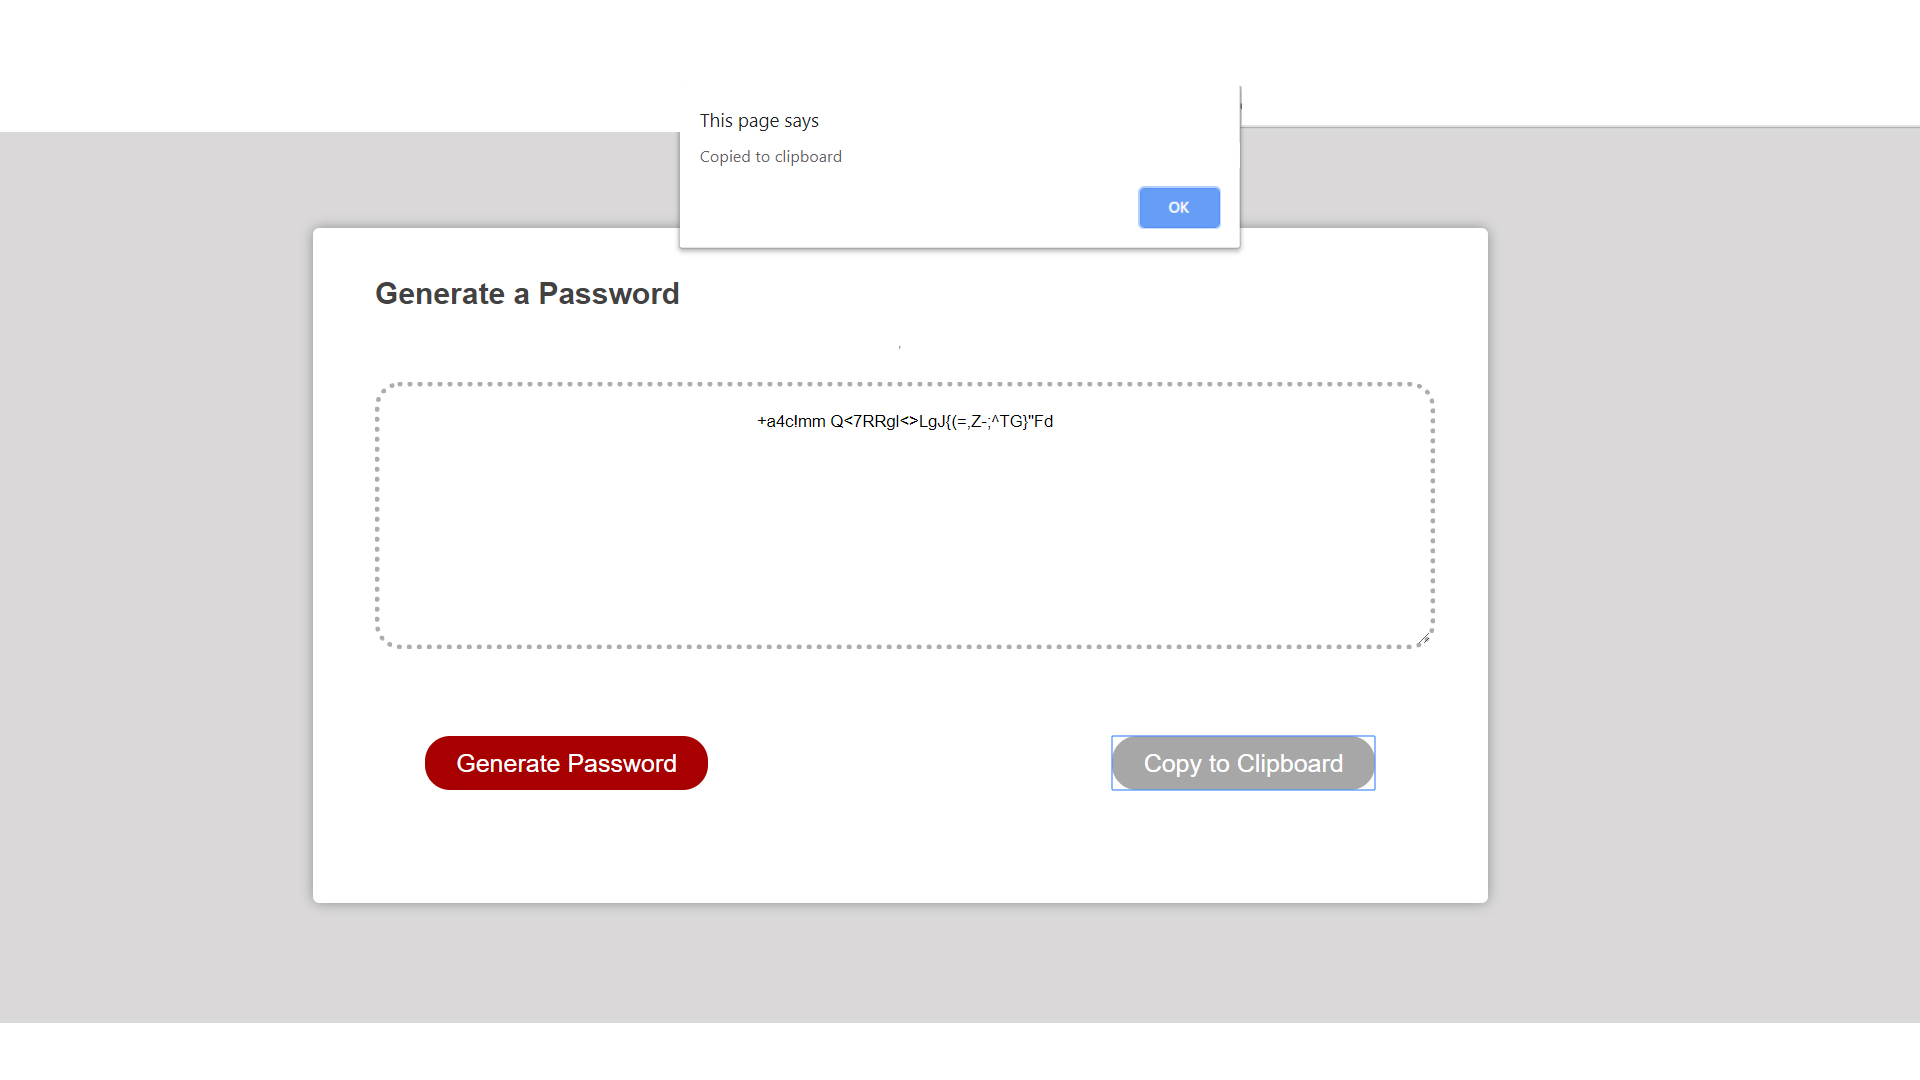 This page says
Copied to clipboard
OK
Generate a Password
,
+a4c!mm Q<7RRgl<>LgJ{(=,Z-;^TG}"Fd
Generate Password
Copy to Clipboard